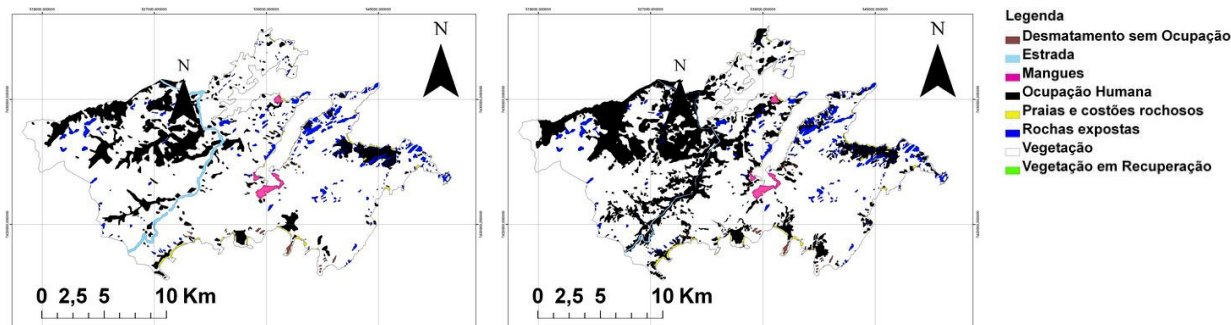 N
N
0 2,5 5 10 Km
N
N
0 2,5 5 10 Km
Legenda
Desmatamento sem Ocupação
Estrada
Mangues
Ocupação Humana
Praias e costões rochosos
Rochas expostas
Vegetação
Vegetação em Recuperação